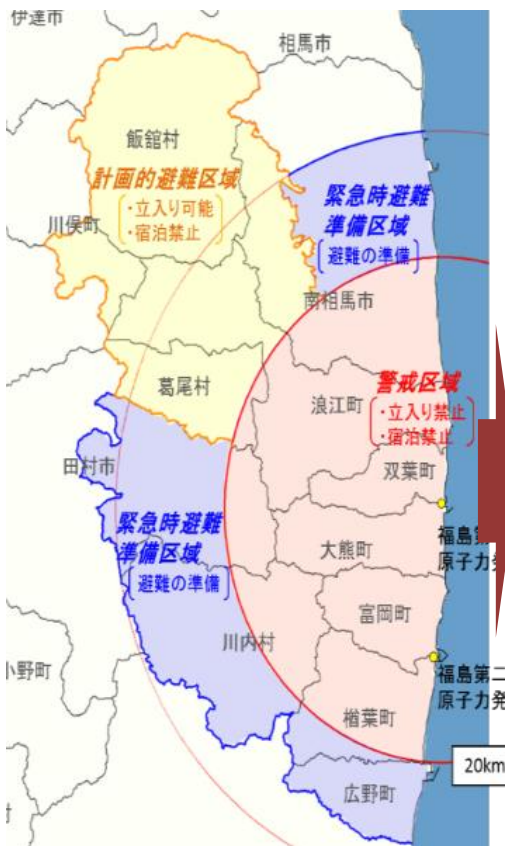 伊達市
相馬市
飯舘村
計画的避難区域
・立入り可能
・宿泊禁止
川俣町
緊急時避難
準備区域
避難の準備
南相馬市
警戒区域
・立入り禁止
・宿泊禁止
葛尾村
浪江町
田村市
双葉町
緊急時避難
準備区域
避難の準備
福島第
原子力発
大熊町
富岡町
川内村
小野町
福島第二
原子力発
楢葉町
20km
広野町
村